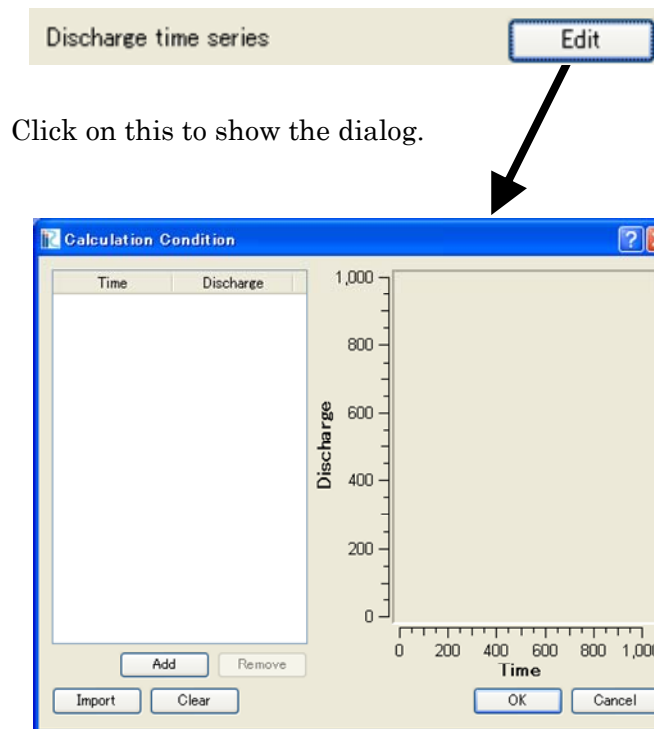 Discharge time series Edit
Click on this to show the dialog.
Calculation Condition ?
Time Discharge
1,000
800
600
400
200
0
Discharge
0 200 400 600 800 1,000
Time
Add Remove
Import Clear OK Cancel